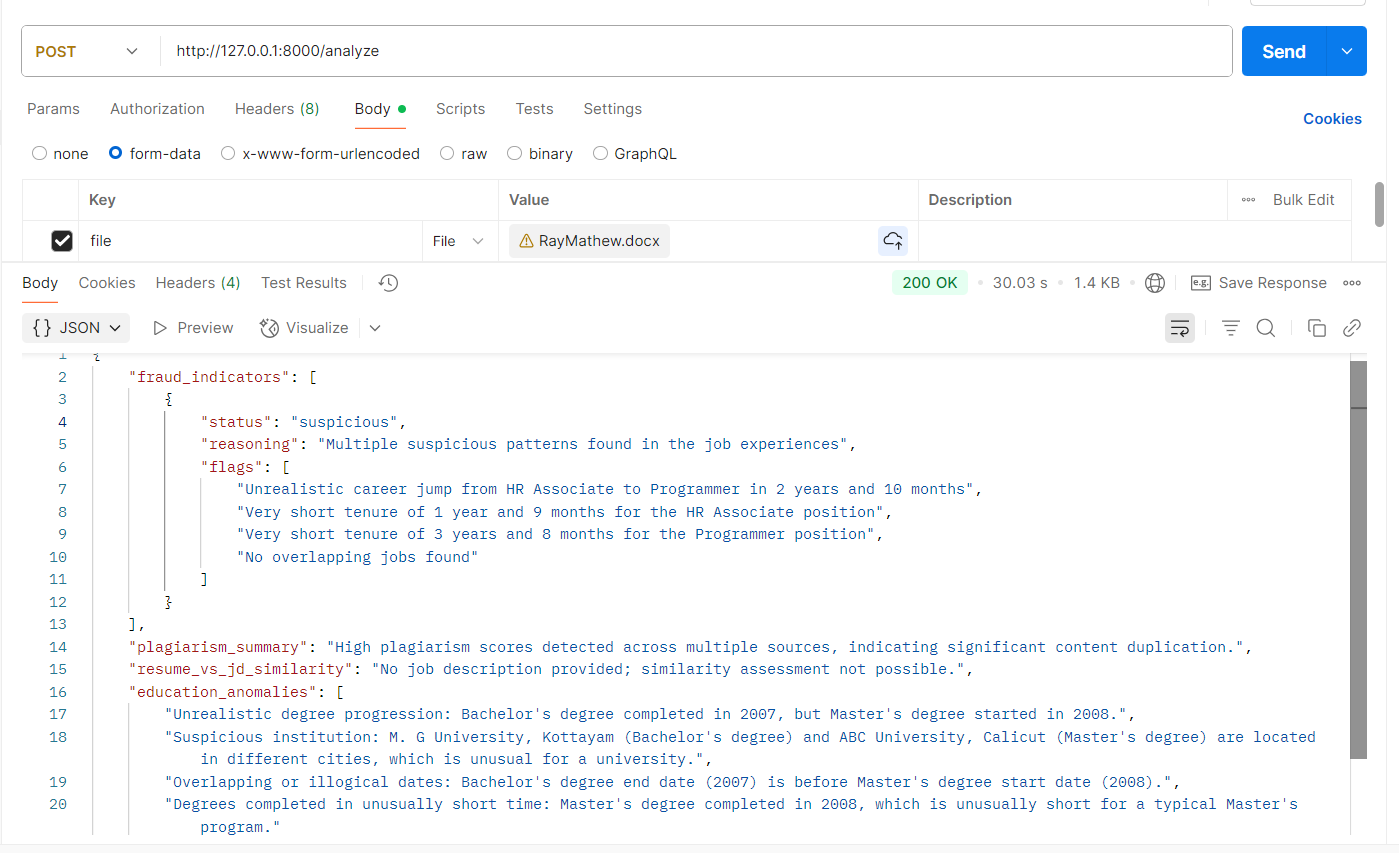 POST
http://127.0.0.1:8000/analyze
Send
Params Authorization Headers (8) Body Scripts Tests Settings
Cookies
none form-data x-www-form-urlencoded raw binary GraphQL
Key Value Description Bulk Edit
file File RayMathew.docx
Body Cookies Headers (4) Test Results 200 OK • 30.03 s • 1.4 KB • e.g. Save Response
{} JSON Preview Visualize
1 {
2 "fraud_indicators": [
3 {
4 "status": "suspicious",
5 "reasoning": "Multiple suspicious patterns found in the job experiences",
6 "flags": [
7 "Unrealistic career jump from HR Associate to Programmer in 2 years and 10 months",
8 "Very short tenure of 1 year and 9 months for the HR Associate position",
9 "Very short tenure of 3 years and 8 months for the Programmer position",
10 "No overlapping jobs found"
11 ]
12 }
13 ],
14 "plagiarism_summary": "High plagiarism scores detected across multiple sources, indicating significant content duplication.",
15 "resume_vs_jd_similarity": "No job description provided; similarity assessment not possible.",
16 "education_anomalies": [
17 "Unrealistic degree progression: Bachelor's degree completed in 2007, but Master's degree started in 2008.",
18 "Suspicious institution: M. G University, Kottayam (Bachelor's degree) and ABC University, Calicut (Master's degree) are located
in different cities, which is unusual for a university.",
19 "Overlapping or illogical dates: Bachelor's degree end date (2007) is before Master's degree start date (2008).",
20 "Degrees completed in unusually short time: Master's degree completed in 2008, which is unusually short for a typical Master's
program."